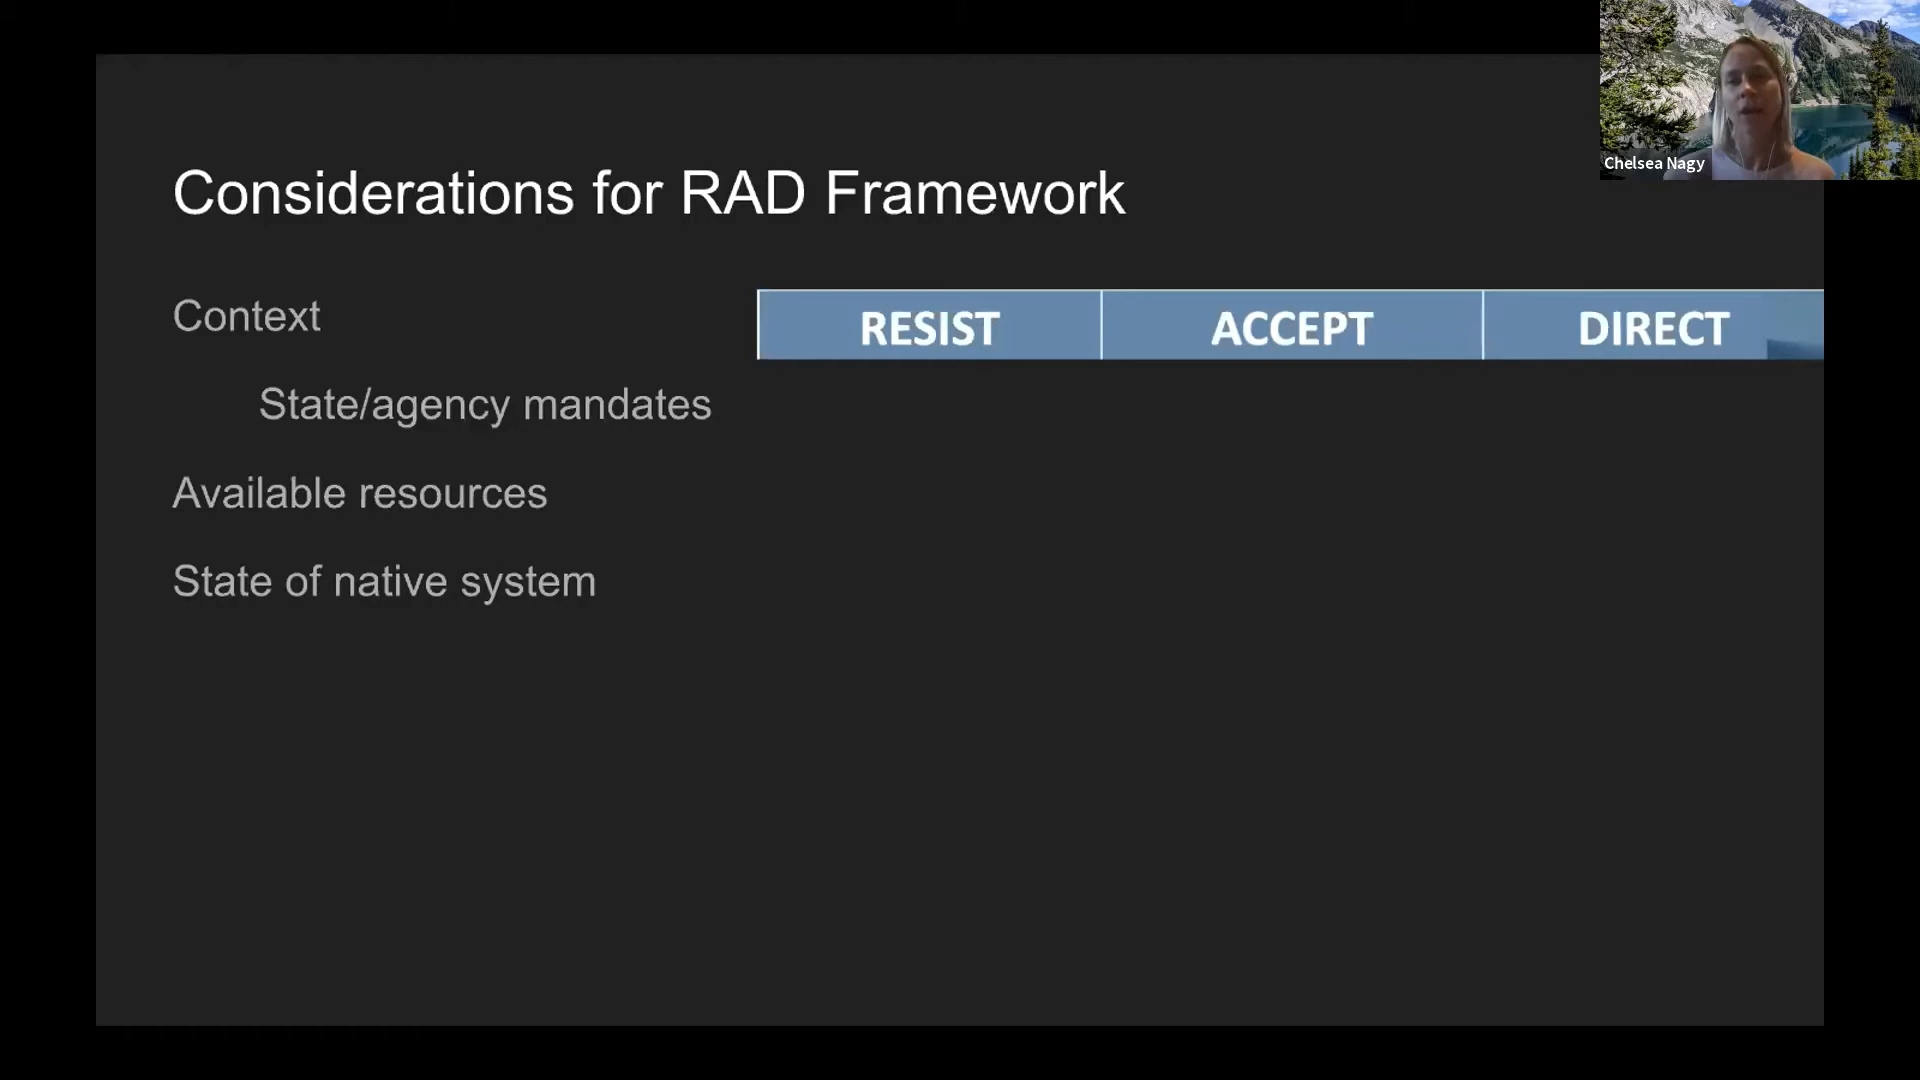 Chelsea Nagy
Considerations for RAD Framework
Context
RESIST ACCEPT DIRECT
State/agency mandates
Available resources
State of native system